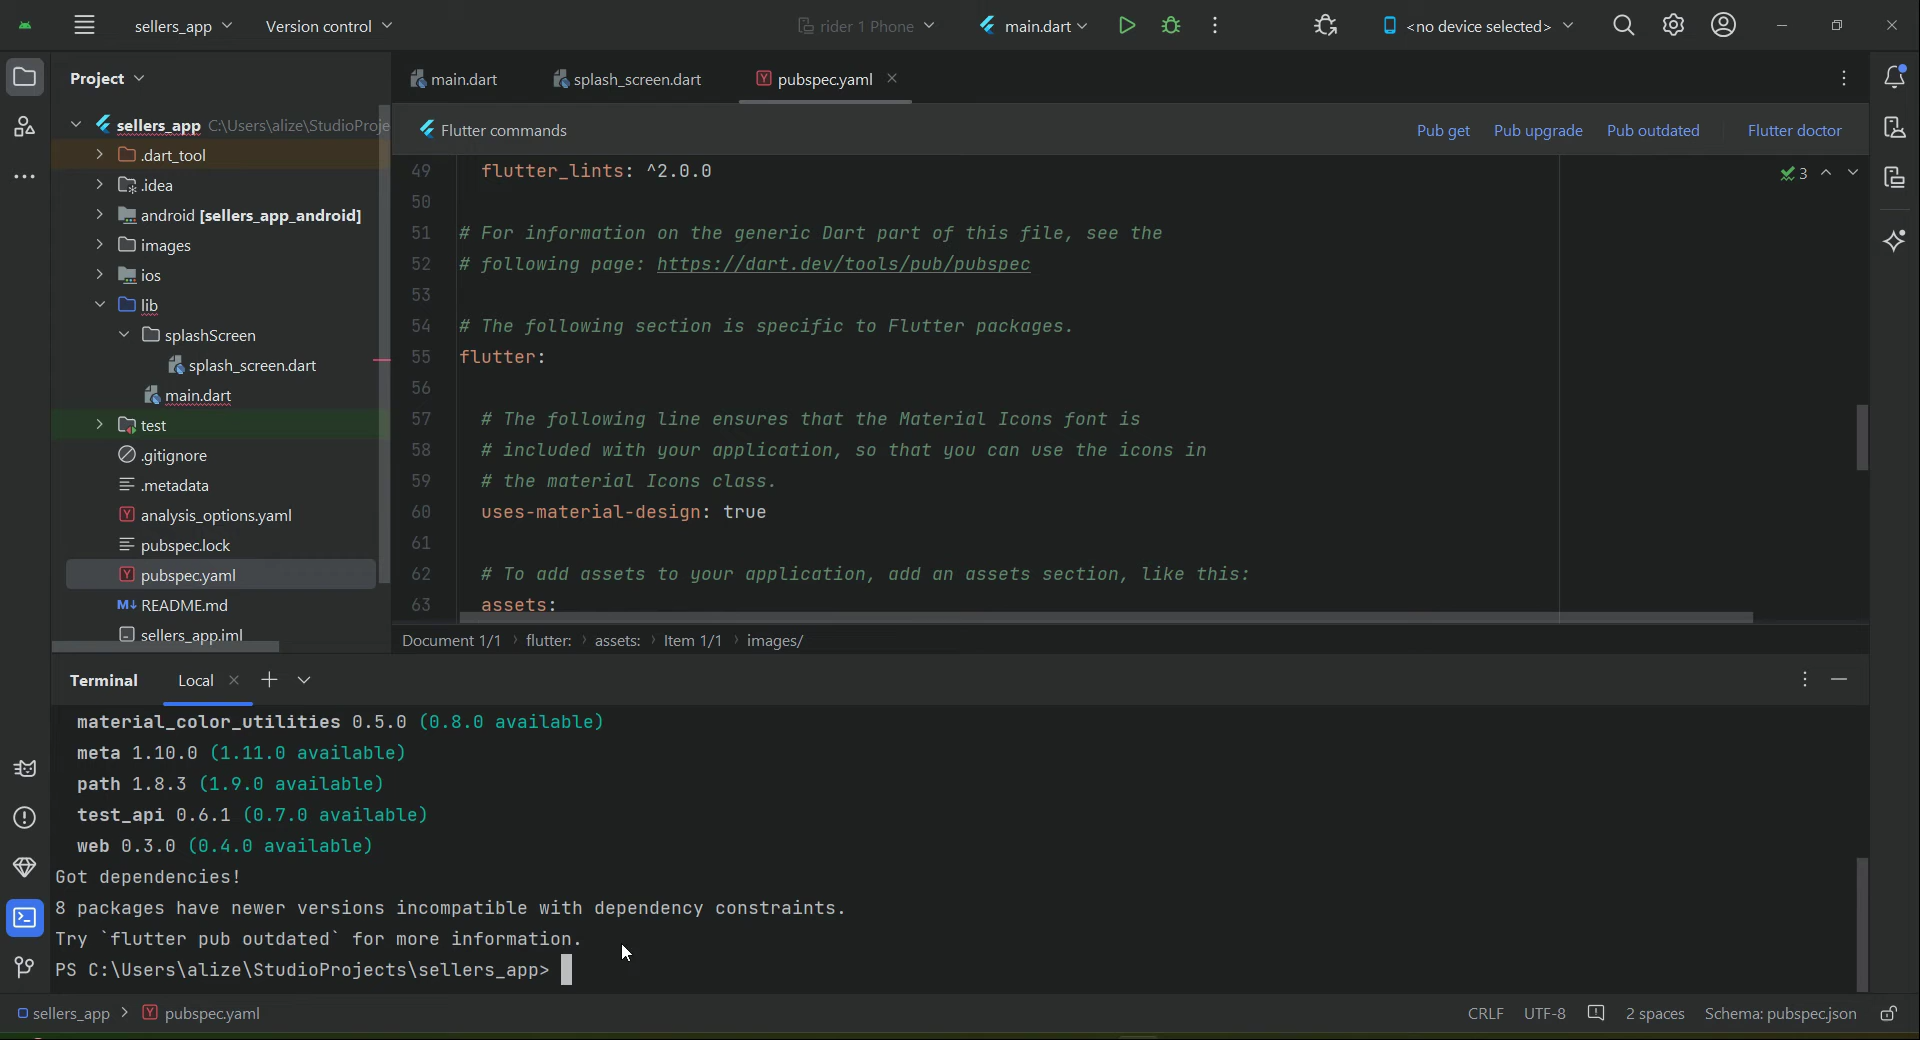 sellers_app
Version control
rider 1 Phone
main.dart
<no device selected>
Project
main.dart
splash_screen.dart
pubspec.yaml
sellers_app C:\Users\alize\StudioProje
Flutter commands
Pub get
Pub upgrade
Pub outdated
Flutter doctor
.dart_tool
.idea
android [sellers_app_android]
images
ios
lib
splashScreen
splash_screen.dart
main.dart
test
.gitignore
.metadata
analysis_options.yaml
pubspec.lock
pubspec.yaml
README.md
sellers_app.iml
3
49 flutter_lints: ^2.0.0
50
51 # For information on the generic Dart part of this file, see the
52 # following page: https://dart.dev/tools/pub/pubspec
53
54 # The following section is specific to Flutter packages.
55 flutter:
56
57 # The following line ensures that the Material Icons font is
58 # included with your application, so that you can use the icons in
59 # the material Icons class.
60 uses-material-design: true
61
62 # To add assets to your application, add an assets section, like this:
63 assets:
Document 1/1 > flutter: > assets: > Item 1/1 > images/
Terminal
Local
material_color_utilities 0.5.0 (0.8.0 available)
meta 1.10.0 (1.11.0 available)
path 1.8.3 (1.9.0 available)
test_api 0.6.1 (0.7.0 available)
web 0.3.0 (0.4.0 available)
Got dependencies!
8 packages have newer versions incompatible with dependency constraints.
Try `flutter pub outdated` for more information.
PS C:\Users\alize\StudioProjects\sellers_app>
sellers_app > pubspec.yaml
CRLF
UTF-8
2 spaces
Schema: pubspec.json